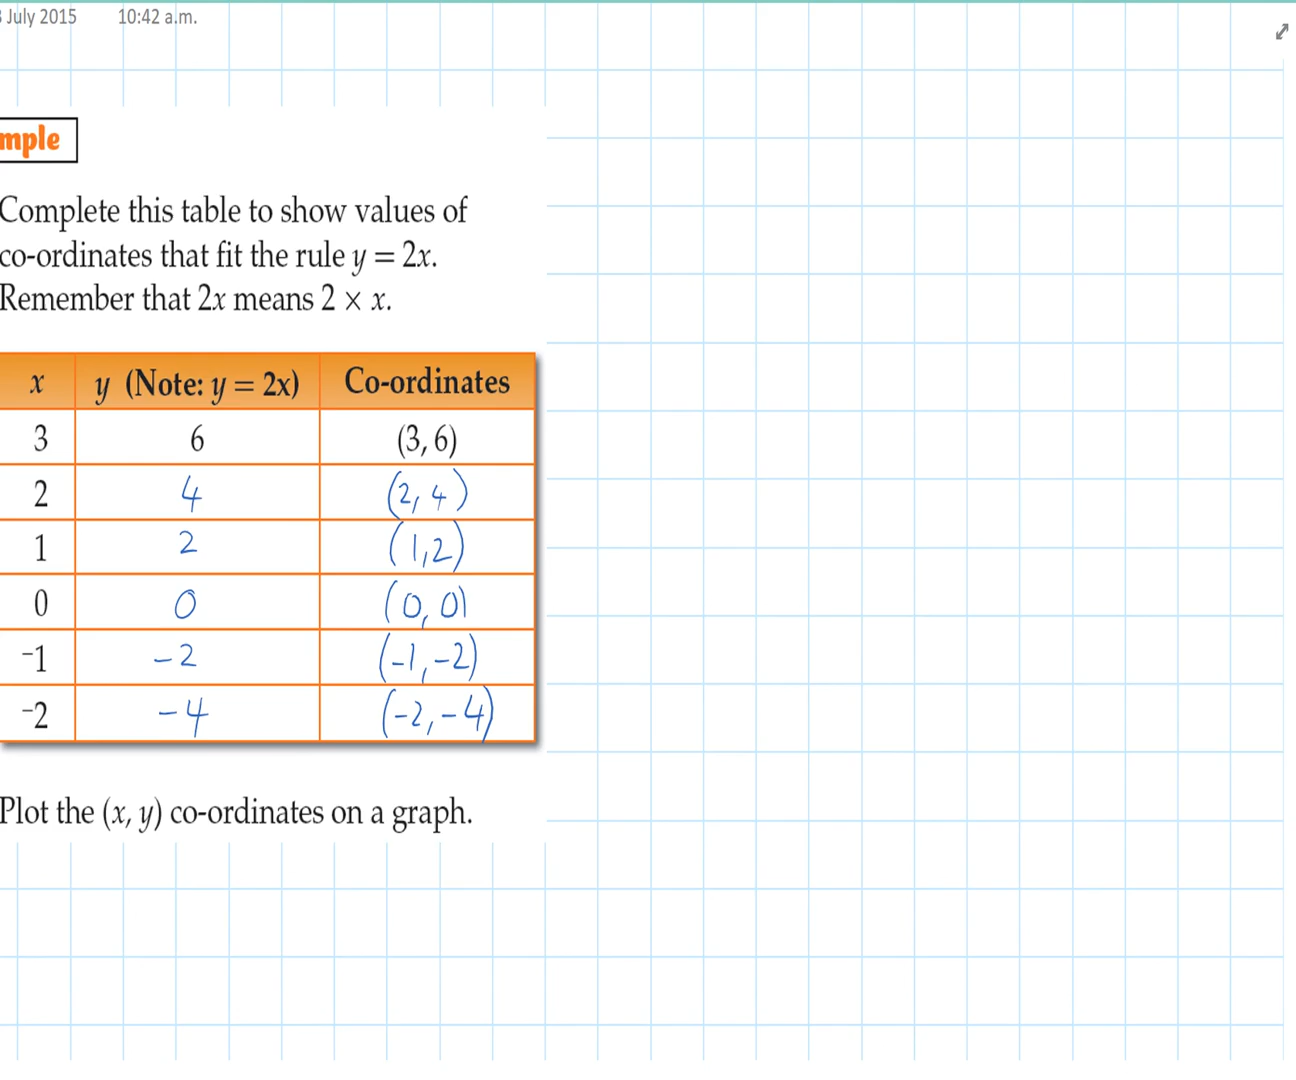 3 July 2015 10:42 a.m.
mple
Complete this table to show values of
co-ordinates that fit the rule y = 2x.
Remember that 2x means 2 × x.
x y (Note: y = 2x) Co-ordinates
3 6 (3, 6)
2 4 (2, 4)
1 2 (1,2)
0 0 (0, 0)
⁻1 -2 (-1, -2)
⁻2 -4 (-2, -4)
Plot the (x, y) co-ordinates on a graph.